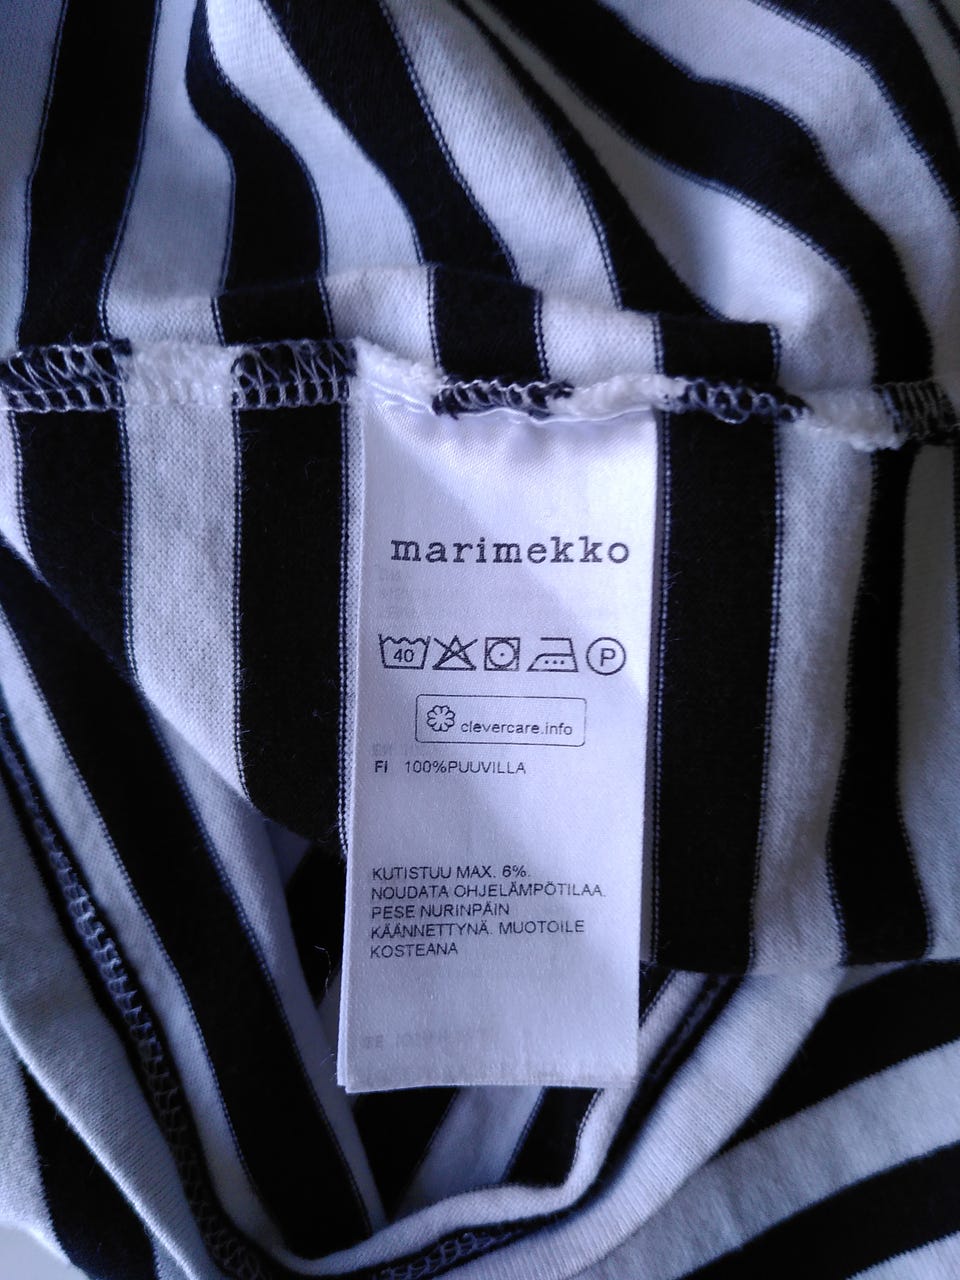 marimekko
40 P
clevercare.info
FI 100%PUUVILLA
KUTISTUU MAX. 6%.
NOUDATA OHJELÄMPÖTILAA.
PESE NURINPÄIN
KÄÄNNETTYNÄ. MUOTOILE
KOSTEANA